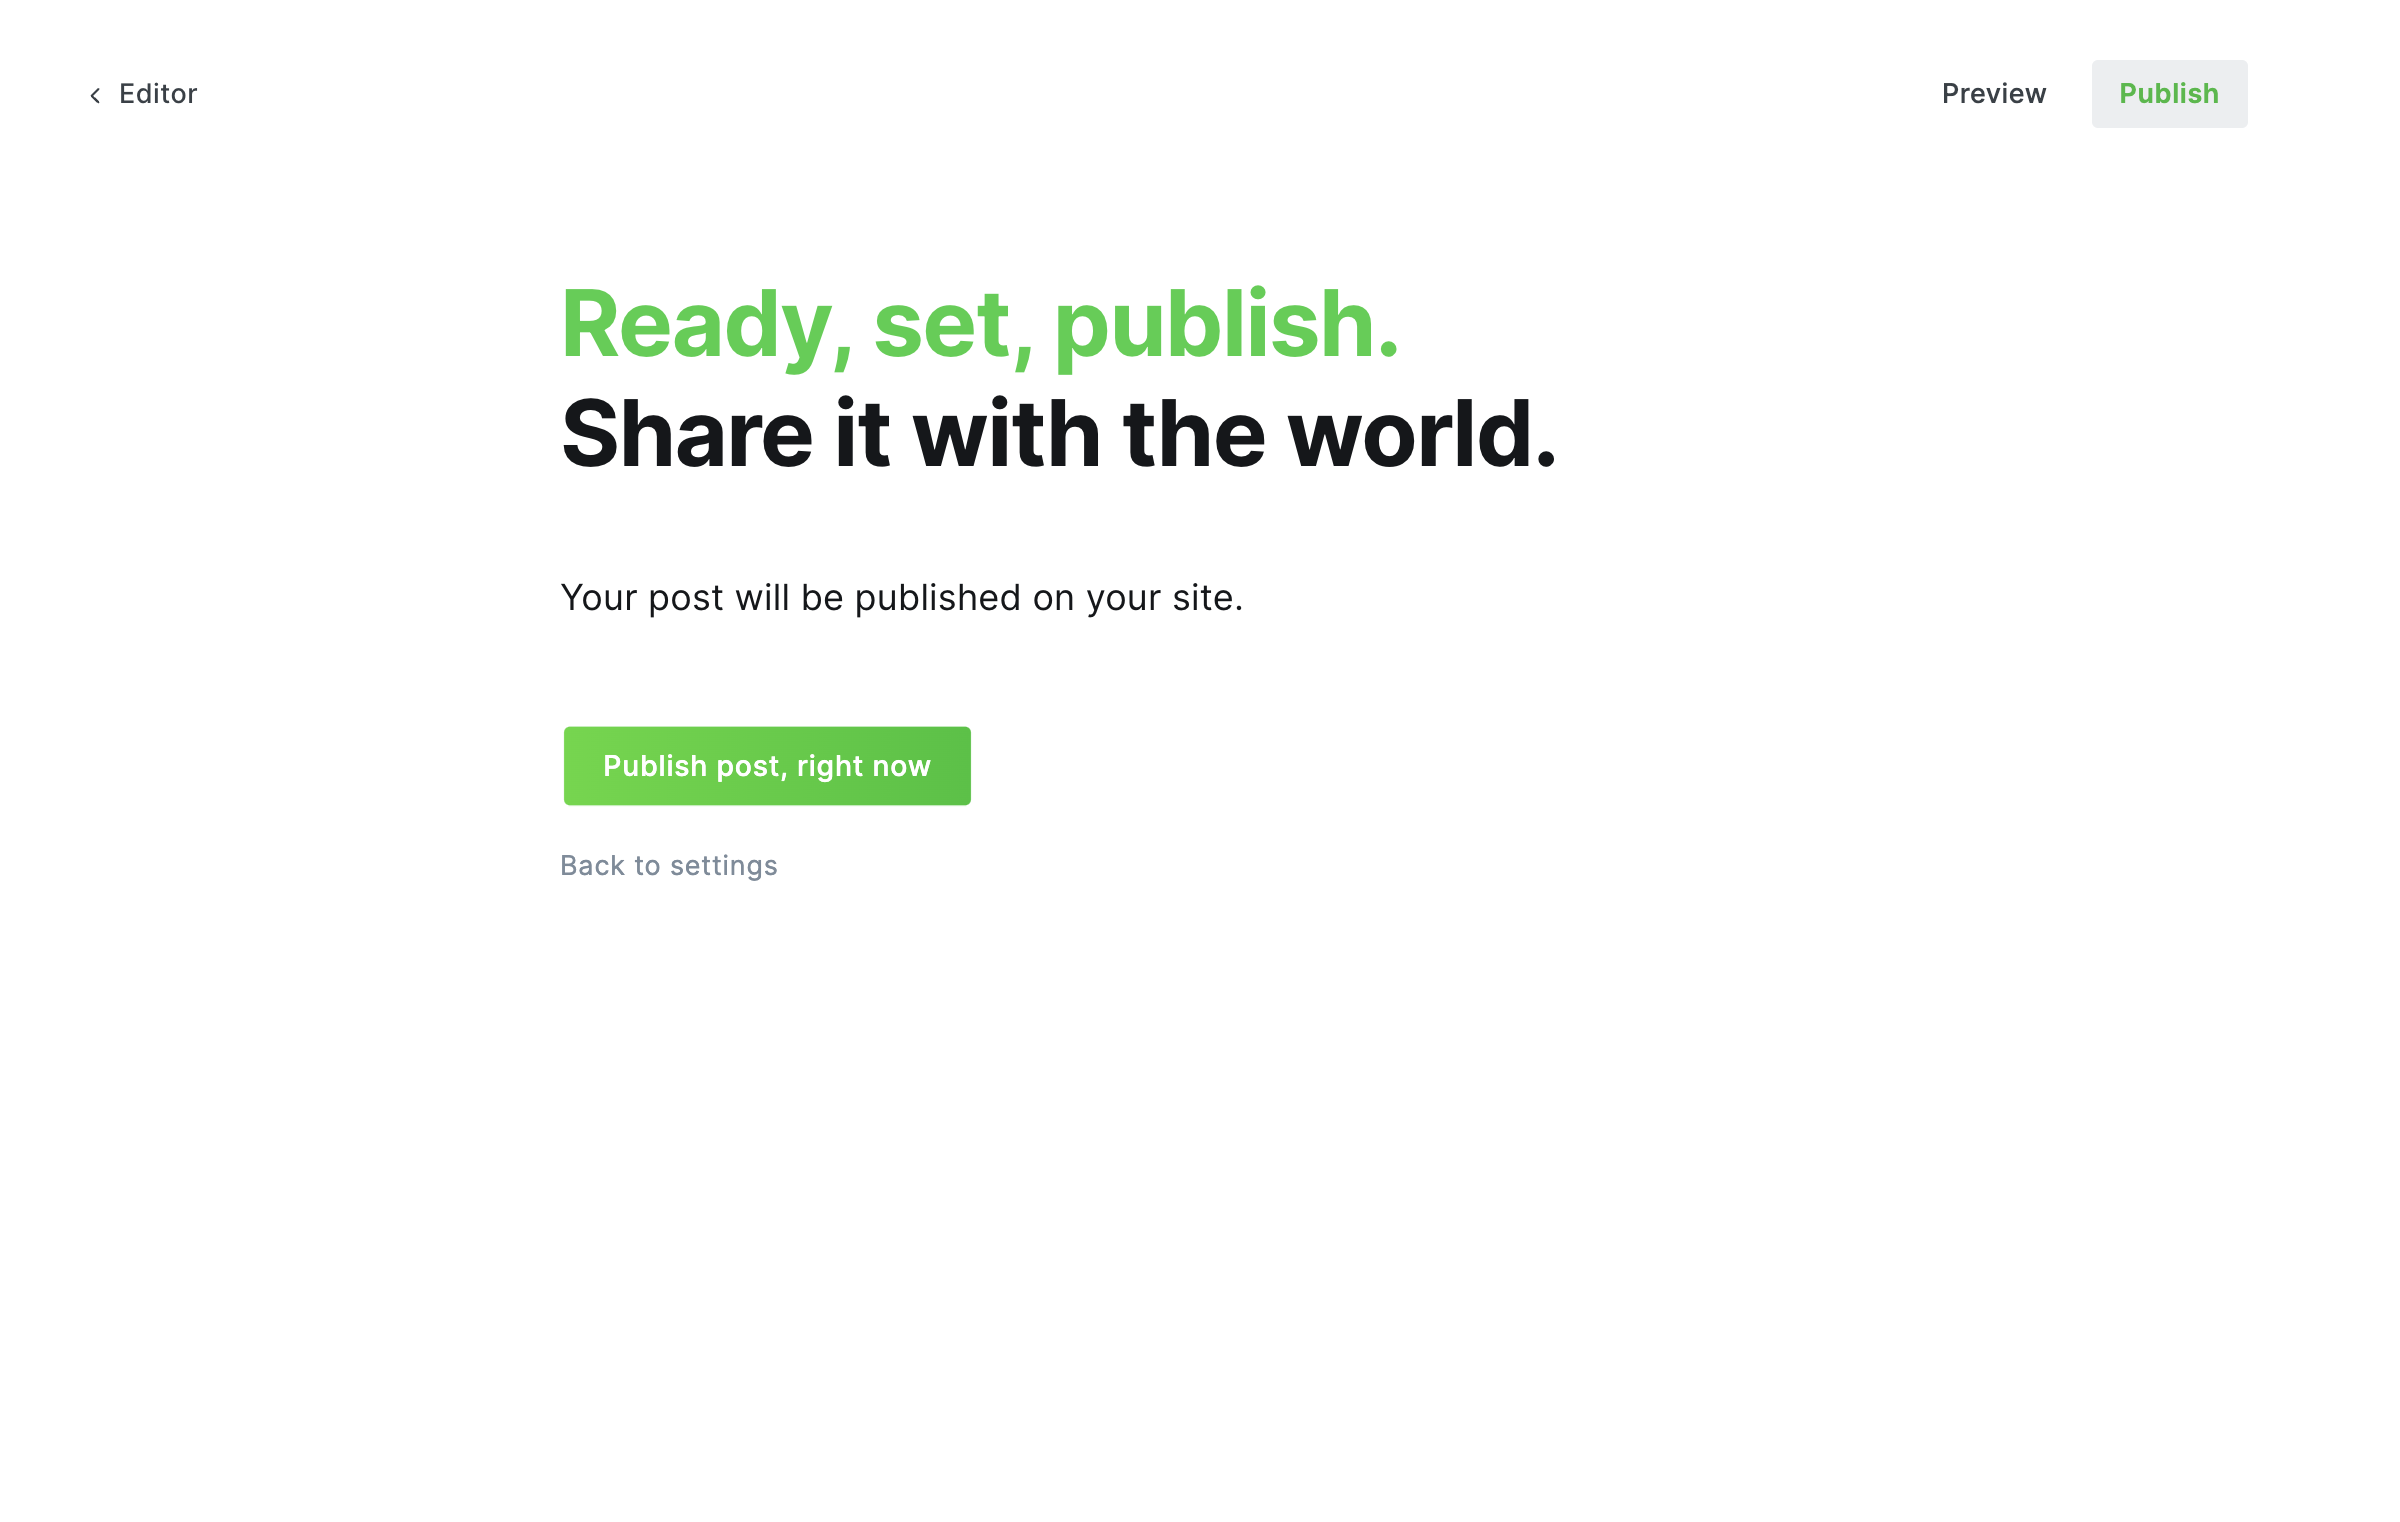 Editor
Preview
Publish
Ready, set, publish.
Share it with the world.
Your post will be published on your site.
Publish post, right now
Back to settings